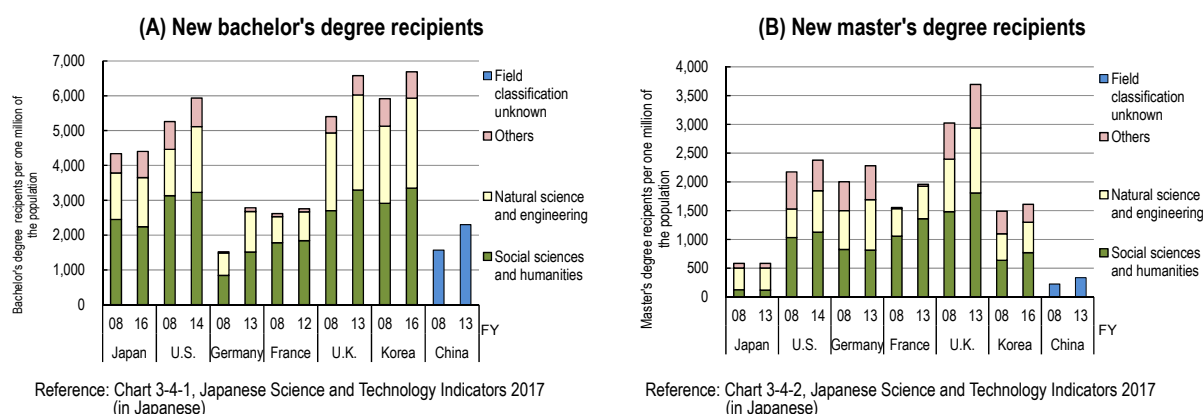 (A) New bachelor's degree recipients
Bachelor's degree recipents per one million of
the population
7,000
6,000
5,000
4,000
3,000
2,000
1,000
0
08 16 08 14 08 13 08 12 08 13 08 16 08 13 FY
Japan U.S. Germany France U.K. Korea China
Field
classification
unknown
Others
Natural science
and engineering
Social sciences
and humanities
Reference: Chart 3-4-1, Japanese Science and Technology Indicators 2017
(in Japanese)
(B) New master's degree recipients
Master's degree recipents per one million of
the population
4,000
3,500
3,000
2,500
2,000
1,500
1,000
500
0
08 13 08 14 08 13 08 13 08 13 08 16 08 13 FY
Japan U.S. Germany France U.K. Korea China
Field
classification
unknown
Others
Natural science
and engineering
Social sciences
and humanities
Reference: Chart 3-4-2, Japanese Science and Technology Indicators 2017
(in Japanese)